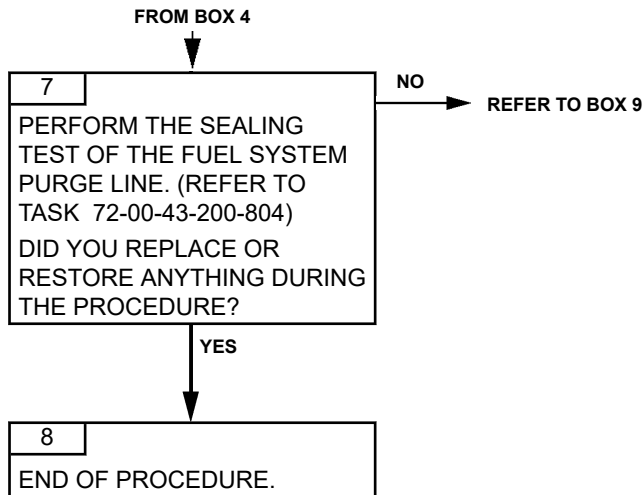 FROM BOX 4
7
NO
REFER TO BOX 9
PERFORM THE SEALING
TEST OF THE FUEL SYSTEM
PURGE LINE. (REFER TO
TASK 72-00-43-200-804)
DID YOU REPLACE OR
RESTORE ANYTHING DURING
THE PROCEDURE?
YES
8
END OF PROCEDURE.